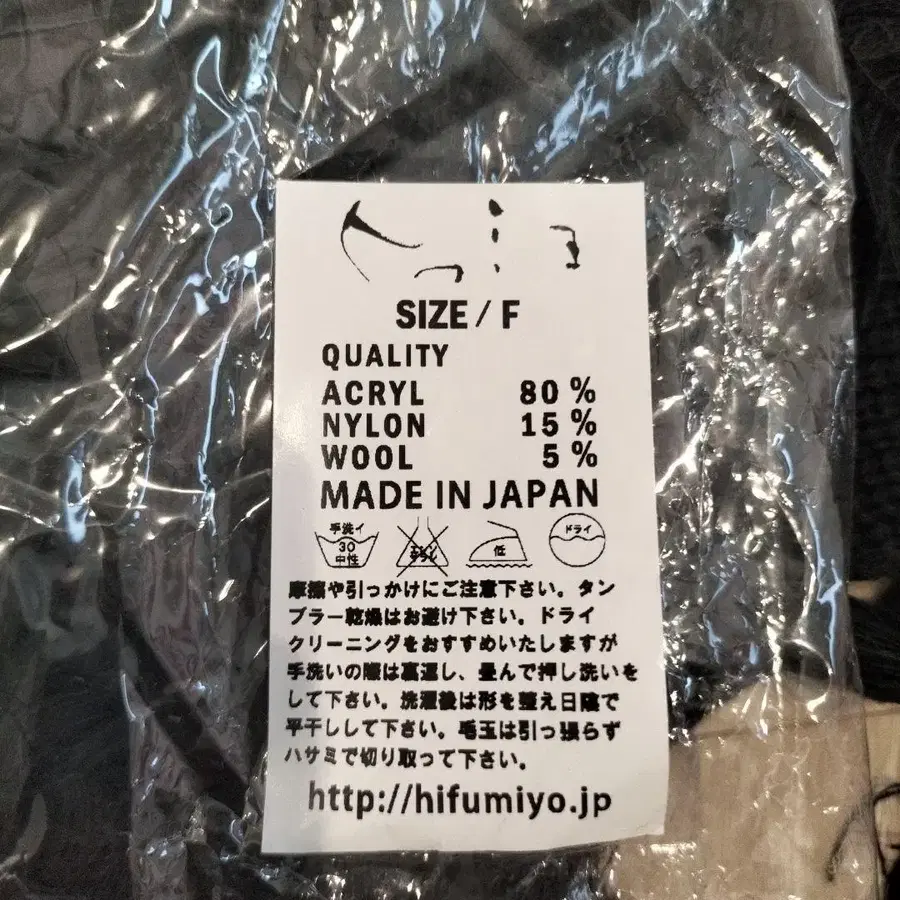 SIZE / F
QUALITY
ACRYL 80 %
NYLON 15 %
WOOL 5 %
MADE IN JAPAN
手洗イ
30
中性
エンソ
サラシ
低
ドライ
摩擦や引っかけにご注意下さい。タン
ブラー乾燥はお避け下さい。ドライ
クリーニングをおすすめいたしますが
手洗いの際は裏返し、畳んで押し洗いを
して下さい。洗濯後は形を整え日陰で
平干しして下さい。毛玉は引っ張らず
ハサミで切り取って下さい。
http://hifumiyo.jp